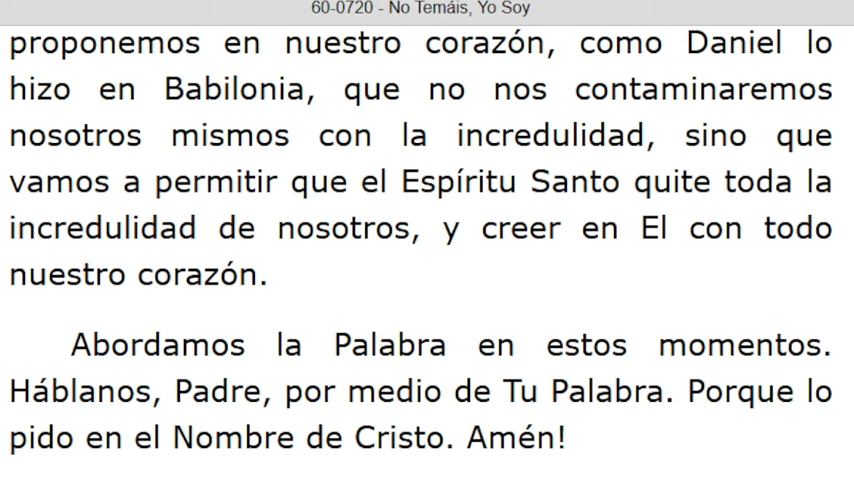 60-0720 - No Temáis, Yo Soy
proponemos en nuestro corazón, como Daniel lo
hizo en Babilonia, que no nos contaminaremos
nosotros mismos con la incredulidad, sino que
vamos a permitir que el Espíritu Santo quite toda la
incredulidad de nosotros, y creer en El con todo
nuestro corazón.
Abordamos la Palabra en estos momentos.
Háblanos, Padre, por medio de Tu Palabra. Porque lo
pido en el Nombre de Cristo. Amén!